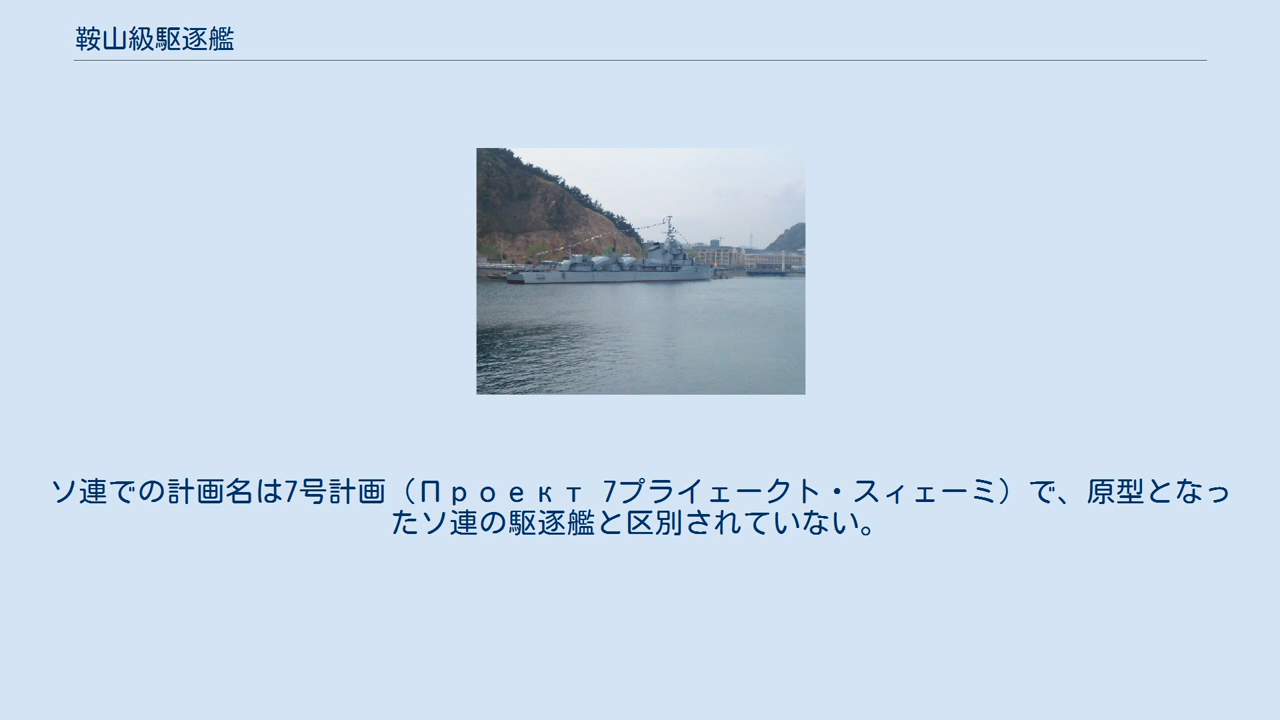 鞍山級駆逐艦
ソ連での計画名は7号計画（Проект 7プライェークト・スィェーミ）で、原型となっ
たソ連の駆逐艦と区別されていない。